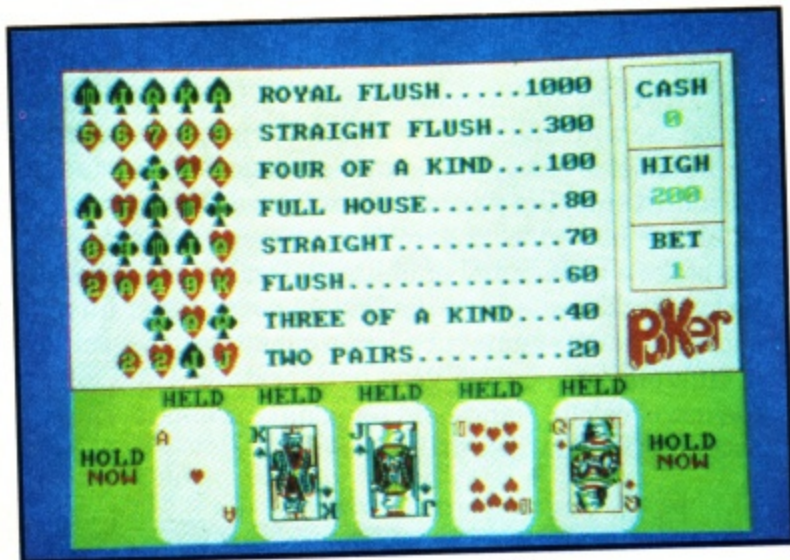 ROYAL FLUSH.....1000
STRAIGHT FLUSH...300
FOUR OF A KIND...100
FULL HOUSE........80
STRAIGHT..........70
FLUSH.............60
THREE OF A KIND...40
TWO PAIRS.........20
CASH
0
HIGH
200
BET
1
Poker
HELD HELD HELD HELD HELD
HOLD NOW
A K J 10 Q
HOLD NOW